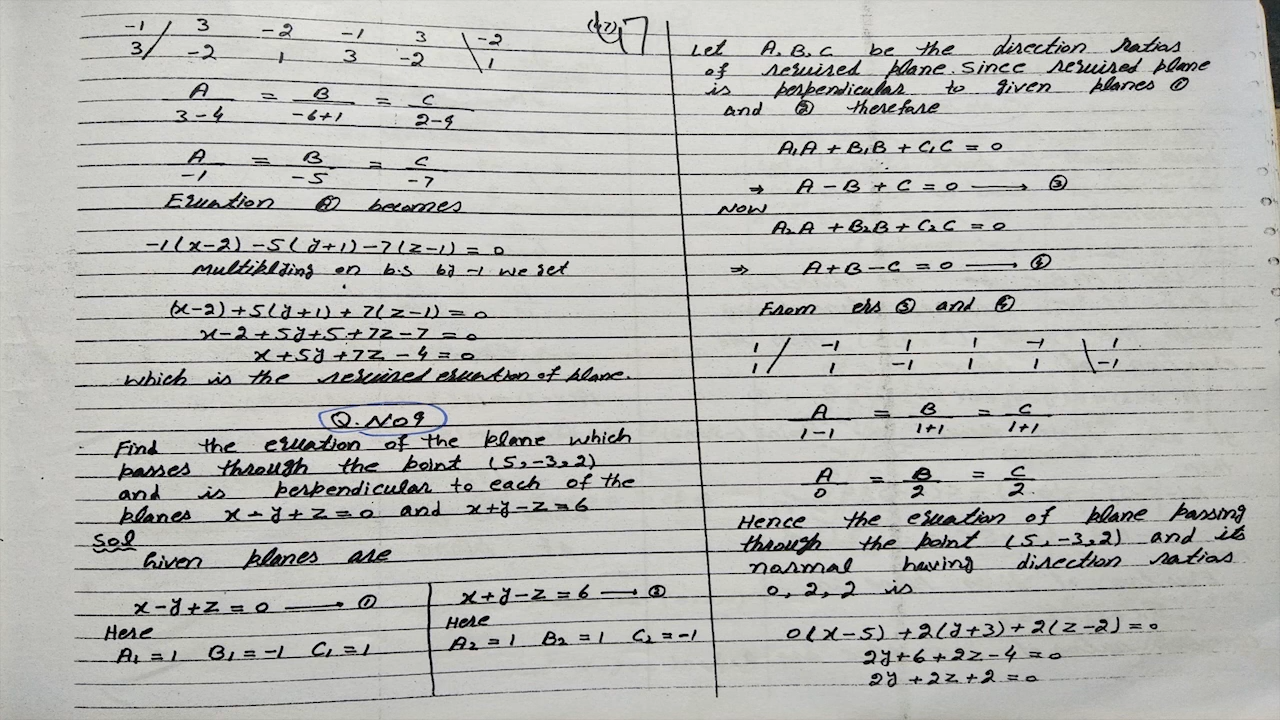 -1 / 3 -2 -1 3 \ -2
3 / -2 1 3 -2 \ 1
A/3-4 = B/-6+1 = C/2-9
A/-1 = B/-5 = C/-7
Equation becomes
-1(x-2) -5(y+1) -7(z-1) = 0
multiplying on b.s by -1 we get
(x-2) + 5(y+1) + 7(z-1) = 0
x-2+5y+5+7z-7 = 0
x+5y+7z-4 = 0
which is the required equation of plane.
Q.No 9
Find the equation of the plane which
passes through the point (5,-3,2)
and is perpendicular to each of the
planes x-y+z=0 and x+y-z=6
Sol
Given planes are
x-y+z=0 → ①
Here
A₁=1 B₁=-1 C₁=1
x+y-z=6 → ②
Here
A₂=1 B₂=1 C₂=-1
(47) 47
Let A,B,C be the direction ratios
of required plane. Since required plane
is perpendicular to given planes ①
and ② therefore
A₁A + B₁B + C₁C = 0
⇒ A - B + C = 0 → ③
Now
A₂A + B₂B + C₂C = 0
⇒ A+B-C = 0 → ④
From eqs ③ and ④
1 / -1 1 1 -1 \ 1
1 / 1 -1 1 1 \ -1
A/1-1 = B/1+1 = C/1+1
A/0 = B/2 = C/2
Hence the equation of plane passing
through the point (5,-3,2) and its
normal having direction ratios
0, 2, 2 is
0(x-5) + 2(y+3) + 2(z-2) = 0
2y+6+2z-4 = 0
2y+2z+2 = 0